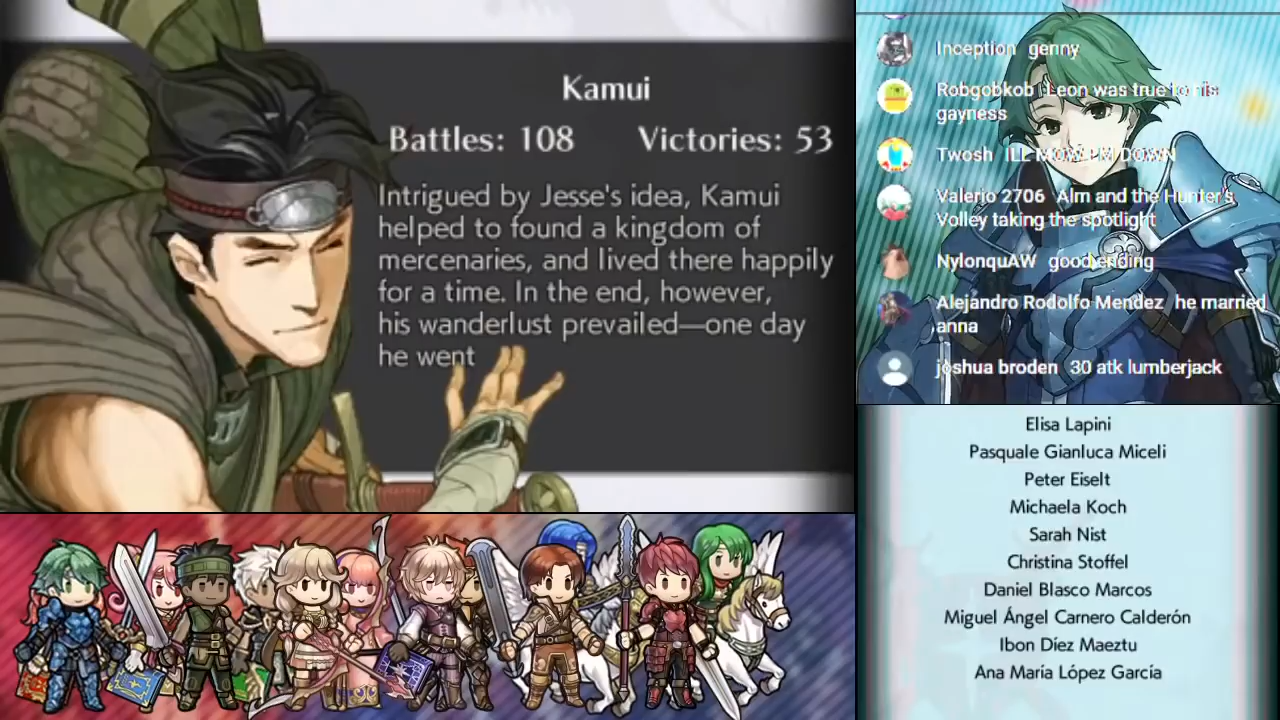 Kamui
Battles: 108 Victories: 53
Intrigued by Jesse's idea, Kamui
helped to found a kingdom of
mercenaries, and lived there happily
for a time. In the end, however,
his wanderlust prevailed—one day
he went
Inception genny
Robgobkob Leon was true to his
gayness
Twosh ILL MOW I'M DOWN
Valerjo 2706 Alm and the Hunter's
Volley taking the spotlight
NylonquAW good ending
Alejandro Rodolfo Mendez he married
anna
joshua broden 30 atk lumberjack
Elisa Lapini
Pasquale Gianluca Miceli
Peter Eiselt
Michaela Koch
Sarah Nist
Christina Stoffel
Daniel Blasco Marcos
Miguel Ángel Carnero Calderón
Ibon Díez Maeztu
Ana María López García